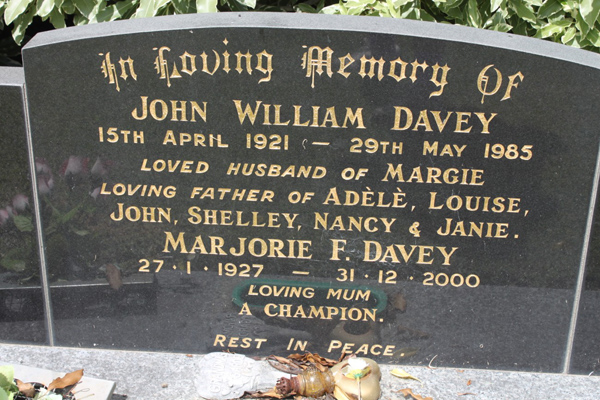 In Loving Memory Of
JOHN WILLIAM DAVEY
15TH APRIL 1921 — 29TH MAY 1985
LOVED HUSBAND OF MARGIE
LOVING FATHER OF ADÈLÈ, LOUISE,
JOHN, SHELLEY, NANCY & JANIE.
MARJORIE F. DAVEY
27·1·1927 — 31·12·2000
LOVING MUM
A CHAMPION.
REST IN PEACE.